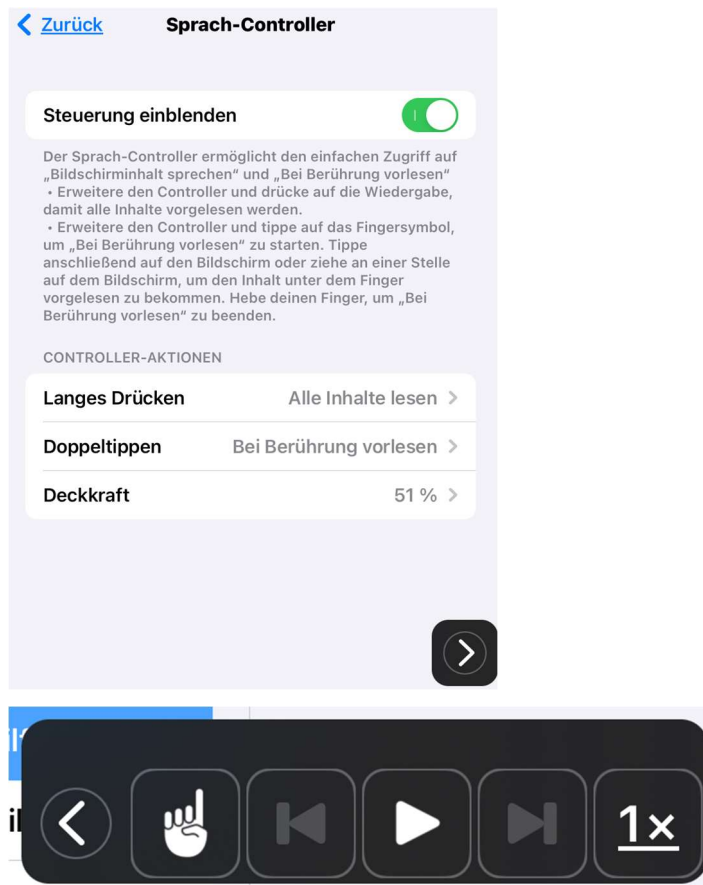 Zurück
Sprach-Controller
Steuerung einblenden
Der Sprach-Controller ermöglicht den einfachen Zugriff auf
„Bildschirminhalt sprechen“ und „Bei Berührung vorlesen“
• Erweitere den Controller und drücke auf die Wiedergabe,
damit alle Inhalte vorgelesen werden.
• Erweitere den Controller und tippe auf das Fingersymbol,
um „Bei Berührung vorlesen“ zu starten. Tippe
anschließend auf den Bildschirm oder ziehe an einer Stelle
auf dem Bildschirm, um den Inhalt unter dem Finger
vorgelesen zu bekommen. Hebe deinen Finger, um „Bei
Berührung vorlesen“ zu beenden.
CONTROLLER-AKTIONEN
Langes Drücken Alle Inhalte lesen
Doppeltippen Bei Berührung vorlesen
Deckkraft 51 %
1x